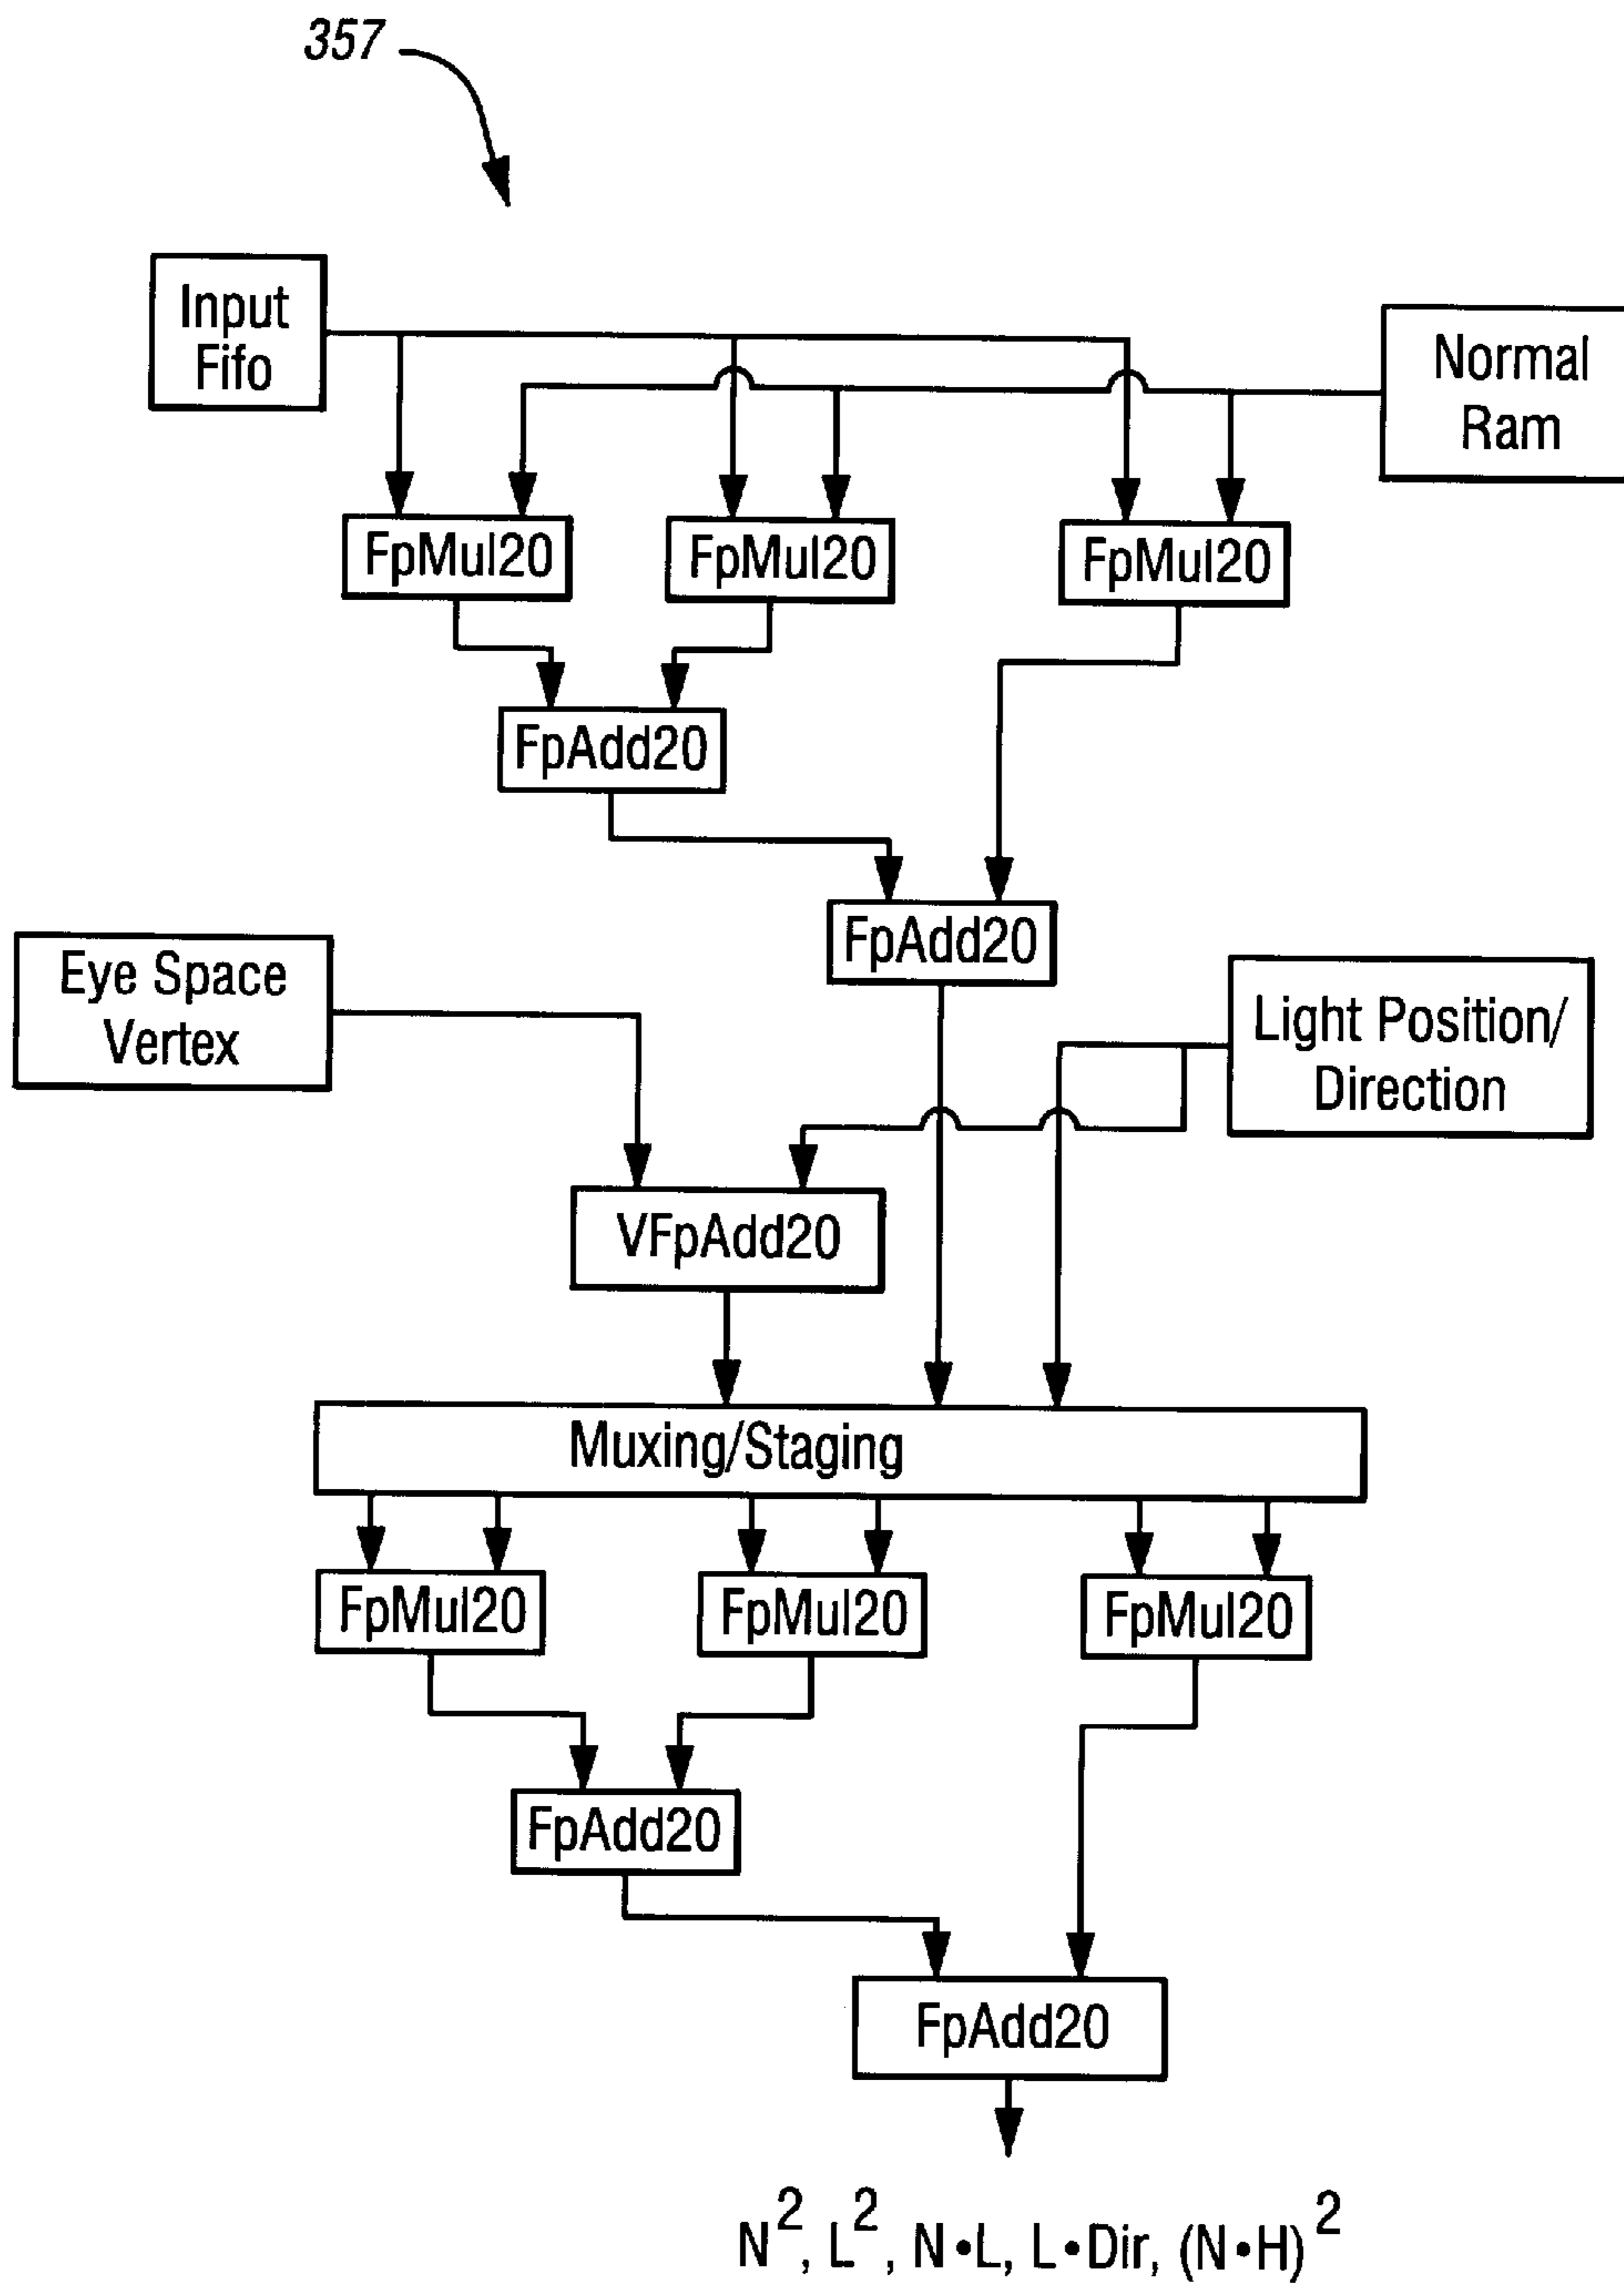 357
Input
Fifo
Normal
Ram
FpMul20
FpMul20
FpMul20
FpAdd20
FpAdd20
Eye Space
Vertex
Light Position/
Direction
VFpAdd20
Muxing/Staging
FpMul20
FpMul20
FpMul20
FpAdd20
FpAdd20
N², L², N•L, L•Dir, (N•H)²